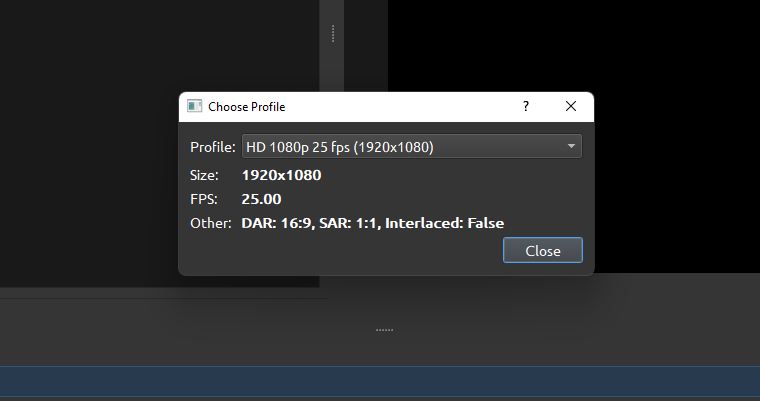 Choose Profile
?
Profile: HD 1080p 25 fps (1920x1080)
Size: 1920x1080
FPS: 25.00
Other: DAR: 16:9, SAR: 1:1, Interlaced: False
Close